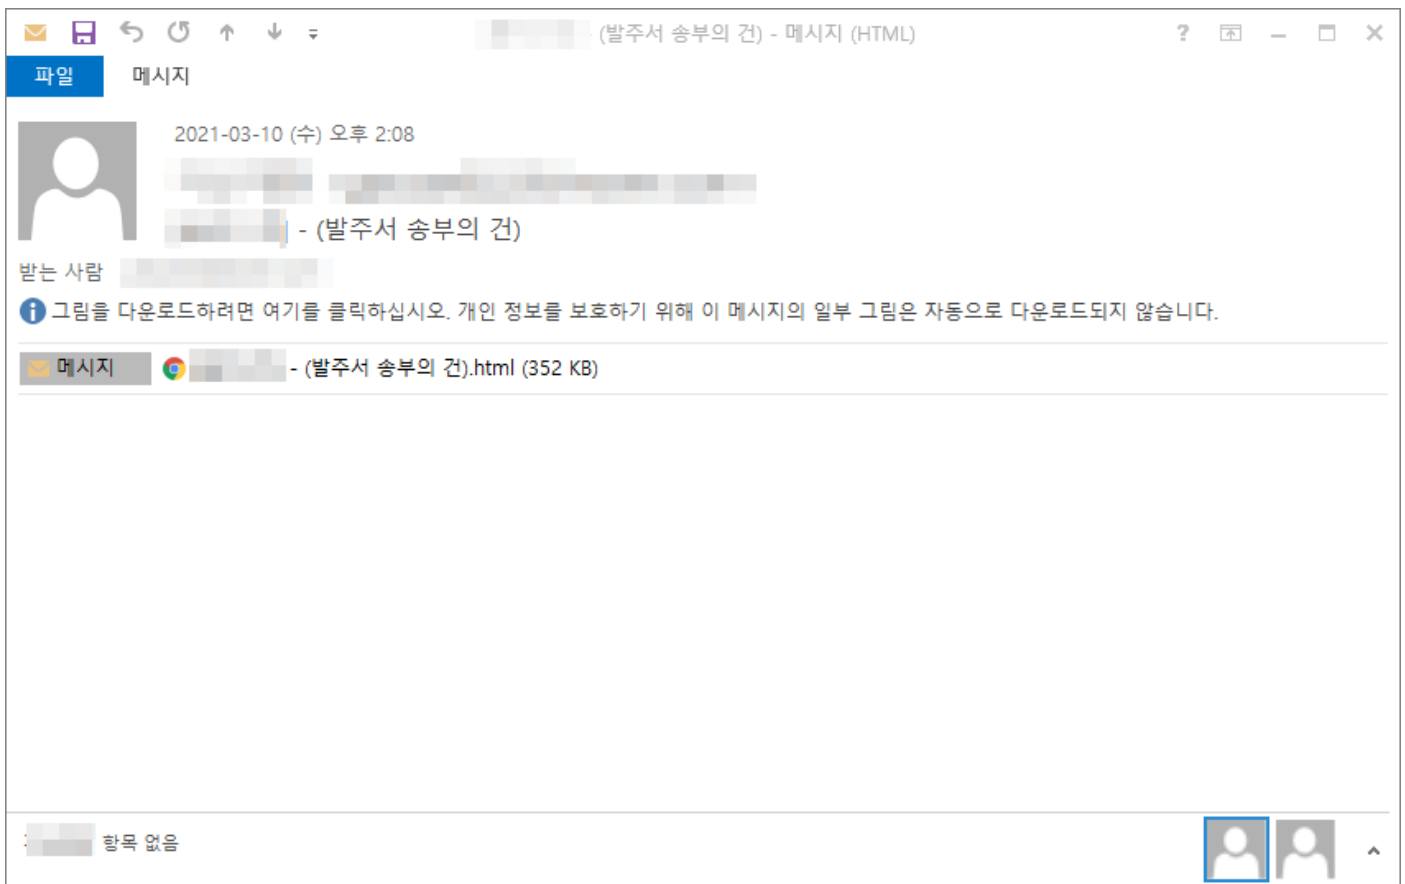 (발주서 송부의 건) - 메시지 (HTML)
파일 메시지
2021-03-10 (수) 오후 2:08
- (발주서 송부의 건)
받는 사람
그림을 다운로드하려면 여기를 클릭하십시오. 개인 정보를 보호하기 위해 이 메시지의 일부 그림은 자동으로 다운로드되지 않습니다.
메시지 - (발주서 송부의 건).html (352 KB)
항목 없음